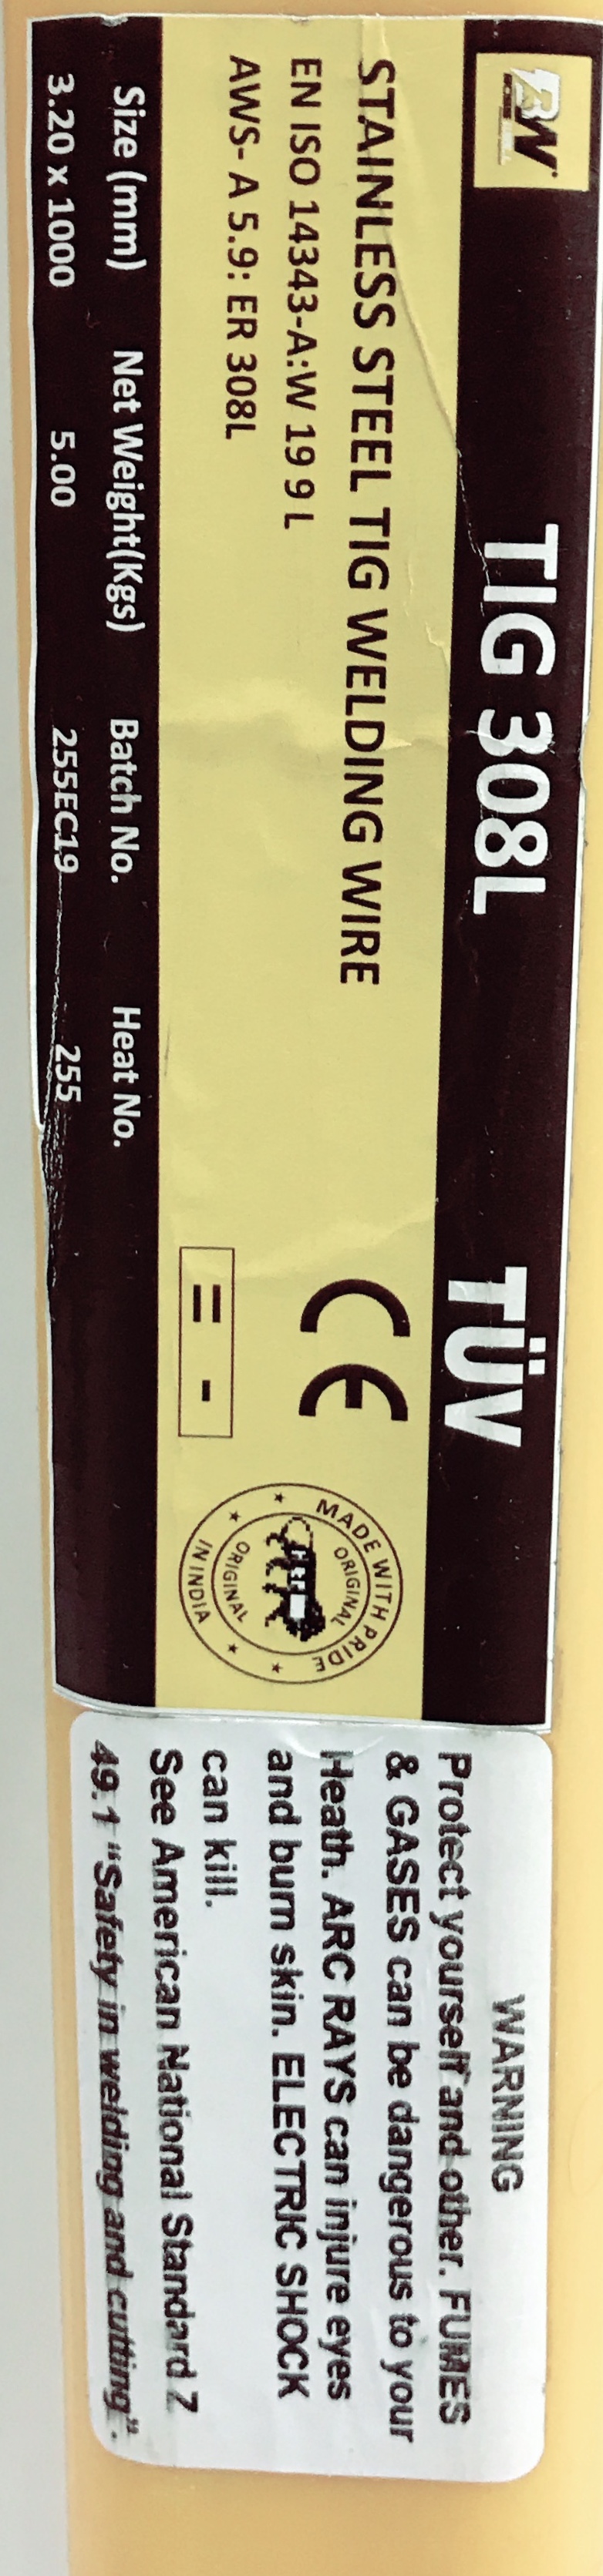 BW
TIG 308L
TÜV
STAINLESS STEEL TIG WELDING WIRE
EN ISO 14343-A:W 19 9 L
AWS- A 5.9: ER 308L
CE
= -
MADE WITH PRIDE
ORIGINAL
ORIGINAL
IN INDIA
Size (mm) Net Weight(Kgs) Batch No. Heat No.
3.20 x 1000 5.00 255EC19 255
WARNING
Protect yourself and other. FUMES
& GASES can be dangerous to your
Heath. ARC RAYS can injure eyes
and burn skin. ELECTRIC SHOCK
can kill.
See American National Standard 7
49.1 "Safety in welding and cutting".